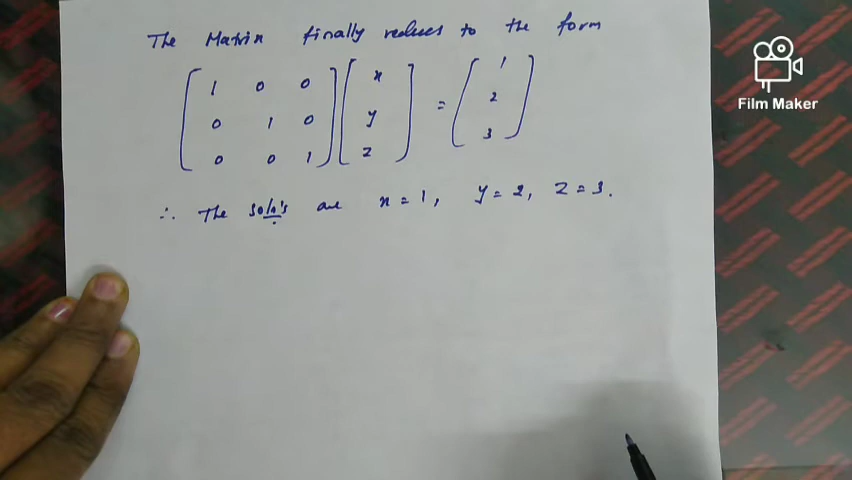 The Matrix finally reduces to the form
1 0 0 x 1
0 1 0 y = 2
0 0 1 z 3
∴ The soln's are x = 1, y = 2, z = 3.
Film Maker